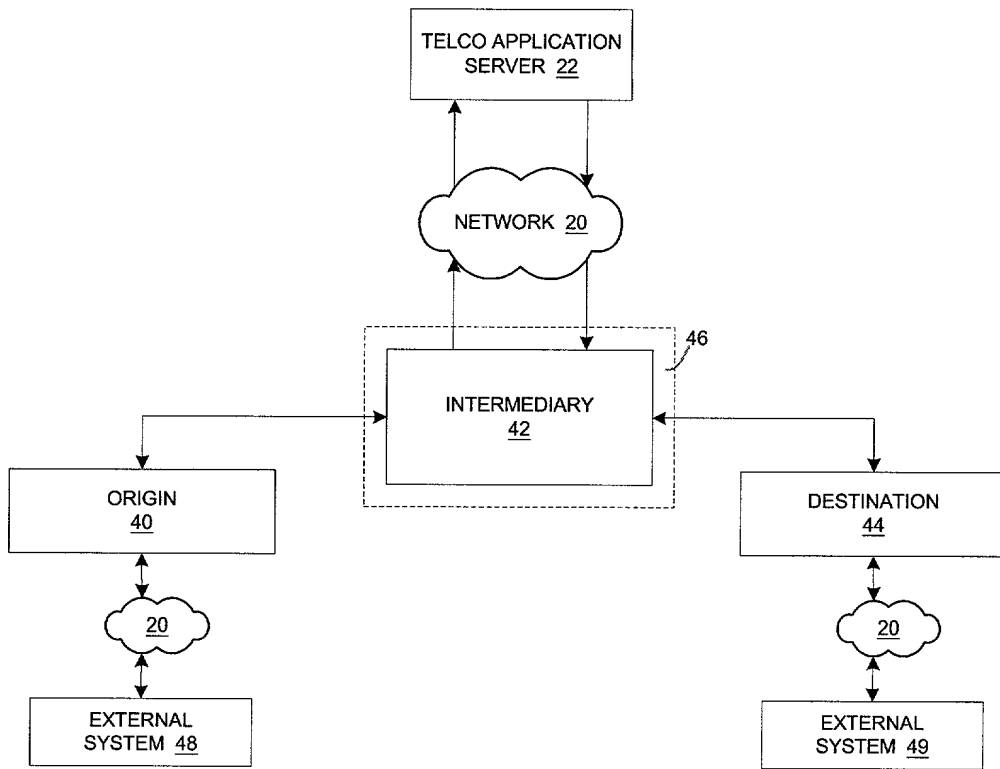 TELCO APPLICATION
SERVER 22
NETWORK 20
46
INTERMEDIARY
42
ORIGIN
40
DESTINATION
44
20
20
EXTERNAL
SYSTEM 48
EXTERNAL
SYSTEM 49